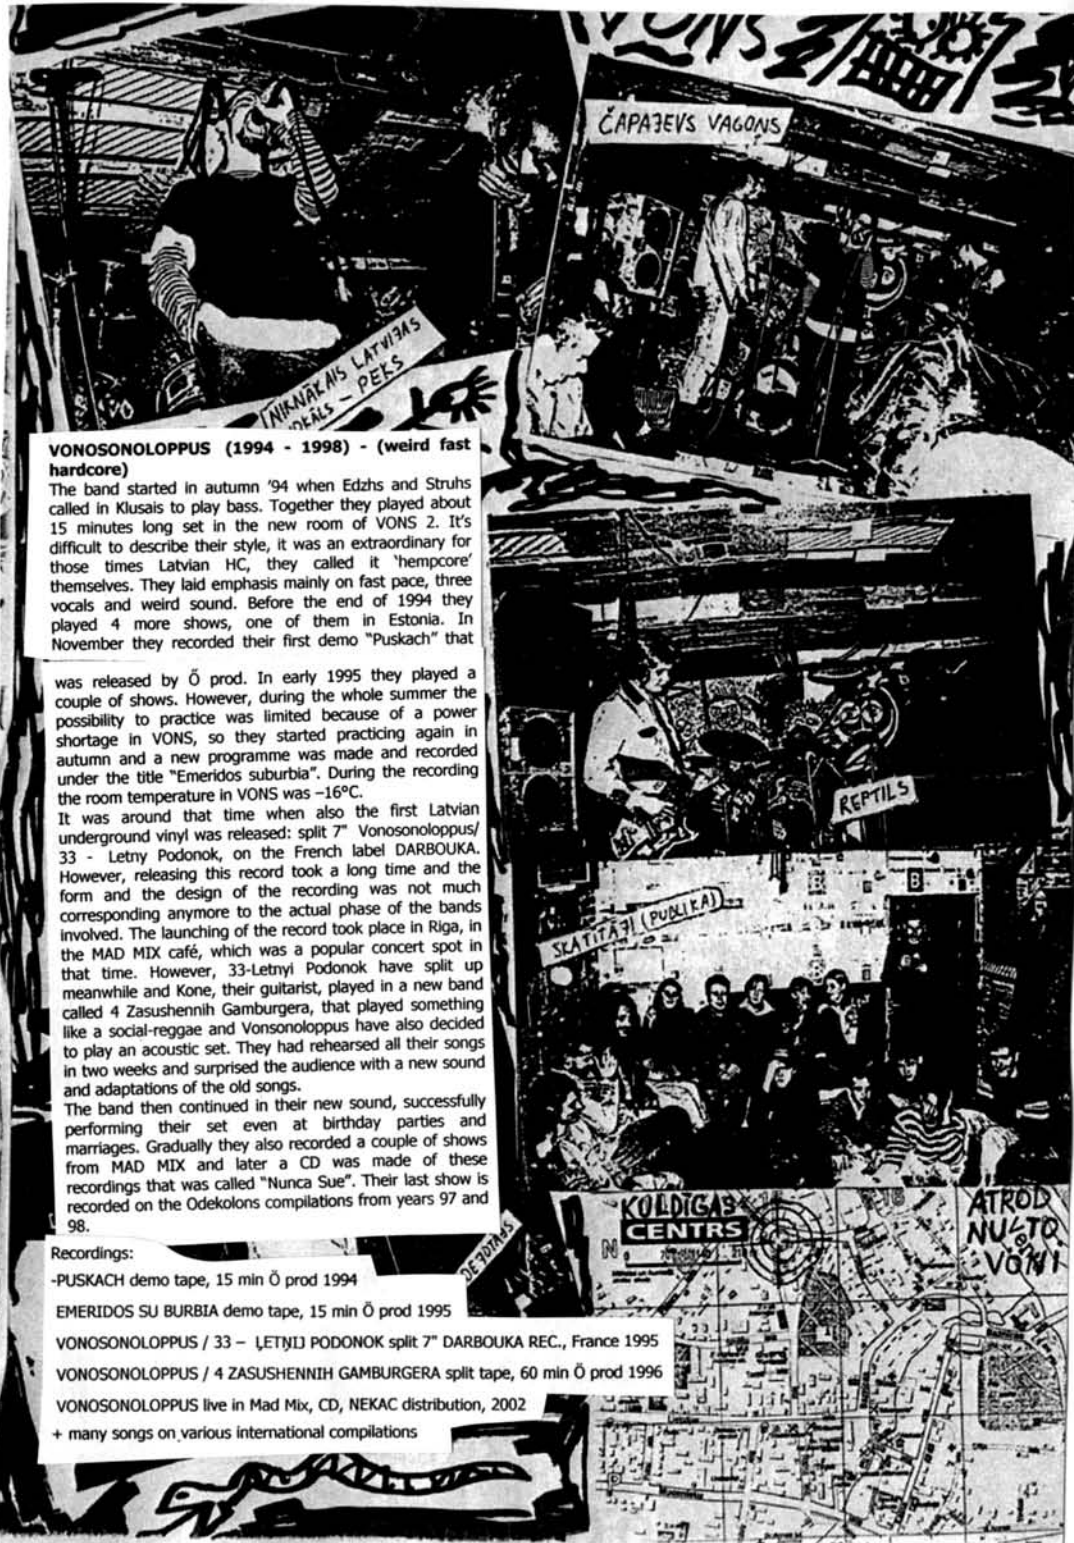 VONS
ČAPAJEVS VAGONS
NIKNĀKAIS LATVIJAS
– PEKS
VONOSONOLOPPUS (1994 - 1998) - (weird fast
hardcore)
The band started in autumn '94 when Edzhs and Struhs
called in Klusais to play bass. Together they played about
15 minutes long set in the new room of VONS 2. It's
difficult to describe their style, it was an extraordinary for
those times Latvian HC, they called it 'hempcore'
themselves. They laid emphasis mainly on fast pace, three
vocals and weird sound. Before the end of 1994 they
played 4 more shows, one of them in Estonia. In
November they recorded their first demo "Puskach" that
was released by Ő prod. In early 1995 they played a
couple of shows. However, during the whole summer the
possibility to practice was limited because of a power
shortage in VONS, so they started practicing again in
autumn and a new programme was made and recorded
under the title "Emeridos suburbia". During the recording
the room temperature in VONS was –16ºC.
It was around that time when also the first Latvian
underground vinyl was released: split 7" Vonosonoloppus/
33 - Letny Podonok, on the French label DARBOUKA.
However, releasing this record took a long time and the
form and the design of the recording was not much
corresponding anymore to the actual phase of the bands
involved. The launching of the record took place in Riga, in
the MAD MIX café, which was a popular concert spot in
that time. However, 33-Letnyi Podonok have split up
meanwhile and Kone, their guitarist, played in a new band
called 4 Zasushennih Gamburgera, that played something
like a social-reggae and Vonsonoloppus have also decided
to play an acoustic set. They had rehearsed all their songs
in two weeks and surprised the audience with a new sound
and adaptations of the old songs.
The band then continued in their new sound, successfully
performing their set even at birthday parties and
marriages. Gradually they also recorded a couple of shows
from MAD MIX and later a CD was made of these
recordings that was called "Nunca Sue". Their last show is
recorded on the Odekolons compilations from years 97 and
98.
REPTILS
SKATITĀJI (PUBLIKA)
Recordings:
-PUSKACH demo tape, 15 min Ö prod 1994
EMERIDOS SU BURBIA demo tape, 15 min Ö prod 1995
VONOSONOLOPPUS / 33 – ĻETŅIJ PODONOK split 7" DARBOUKA REC., France 1995
VONOSONOLOPPUS / 4 ZASUSHENNIH GAMBURGERA split tape, 60 min Ö prod 1996
VONOSONOLOPPUS live in Mad Mix, CD, NEKAC distribution, 2002
+ many songs on various international compilations
KULDĪGAS
CENTRS
N
ATROD
NU TO
VONI